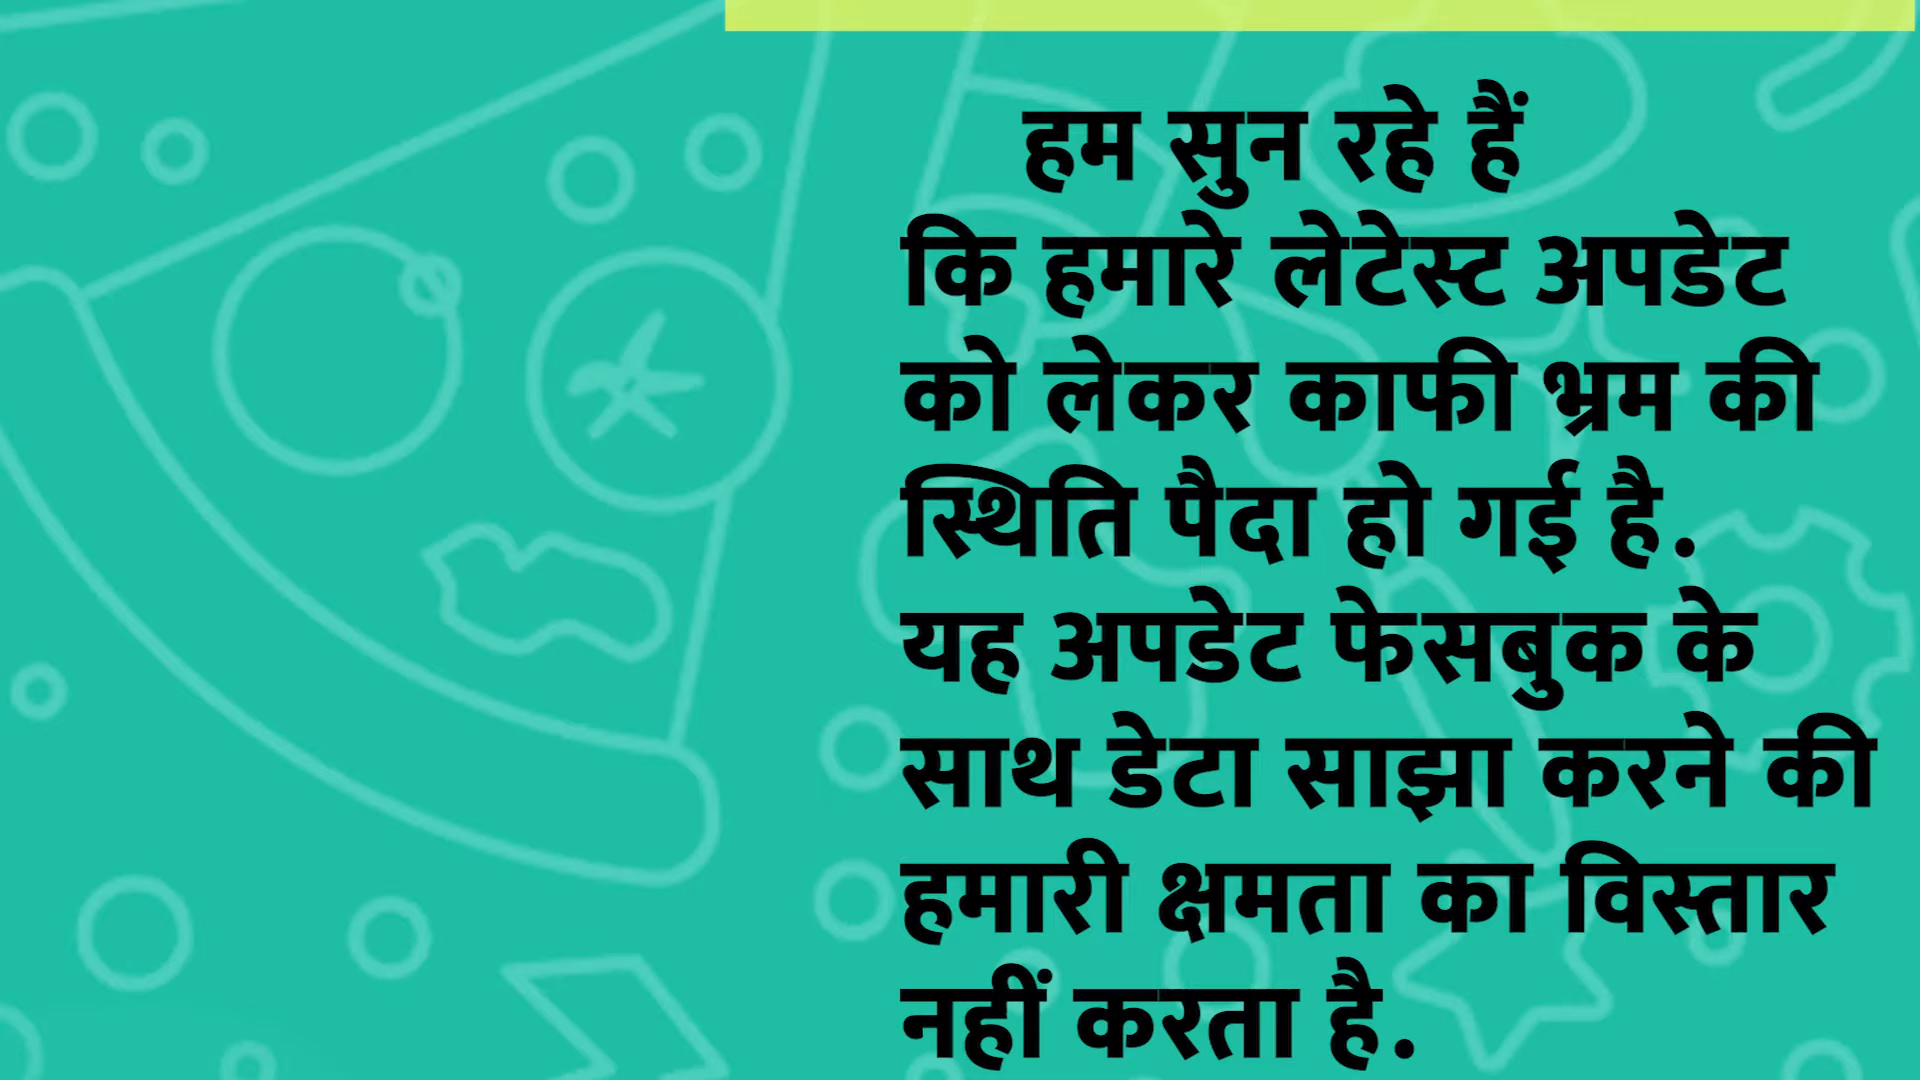 हम सुन रहे हैं
कि हमारे लेटेस्ट अपडेट
को लेकर काफी भ्रम की
स्थिति पैदा हो गई है.
यह अपडेट फेसबुक के
साथ डेटा साझा करने की
हमारी क्षमता का विस्तार
नहीं करता है.